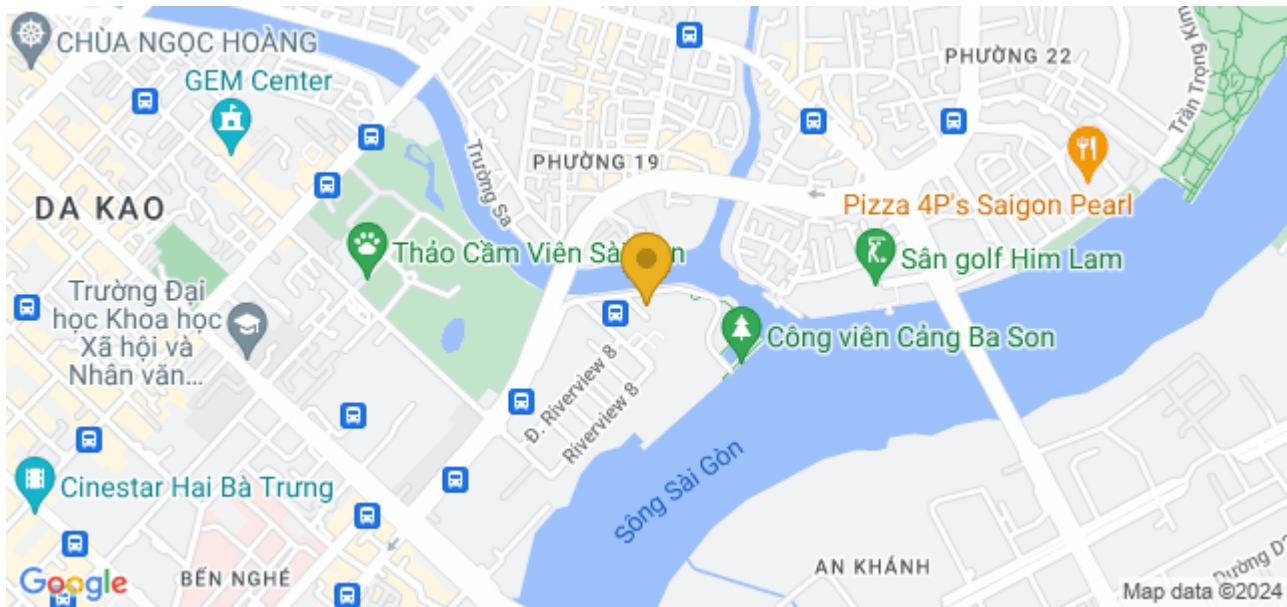 CHÙA NGỌC HOÀNG
GEM Center
PHƯỜNG 22
Trần Trọng Kim
Trường Sa
PHƯỜNG 19
DA KAO
Pizza 4P's Saigon Pearl
Thảo Cầm Viên Sài
n
Sân golf Him Lam
Trường Đại
học Khoa học
Xã hội và
Nhân văn...
Công viên Cảng Ba Son
Đ. Riverview 8
Riverview 8
Cinestar Hai Bà Trưng
Sông Sài Gòn
BẾN NGHÉ
AN KHÁNH
Đường D
Google
Map data ©2024